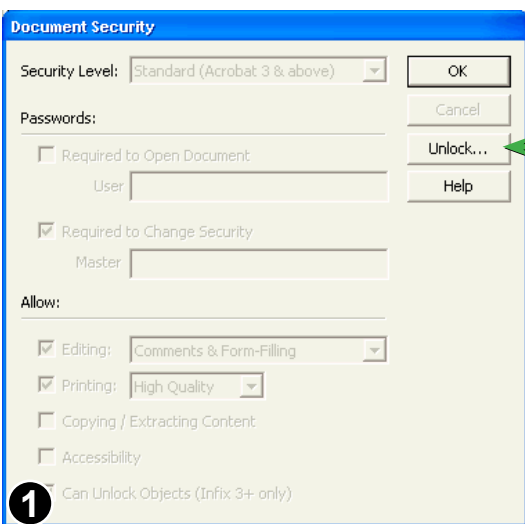 Document Security
Security Level: Standard (Acrobat 3 & above)
OK
Cancel
Passwords:
Unlock...
Required to Open Document
User
Help
Required to Change Security
Master
Allow:
Editing: Comments & Form-Filling
Printing: High Quality
Copying / Extracting Content
Accessibility
Can Unlock Objects (Infix 3+ only)
1